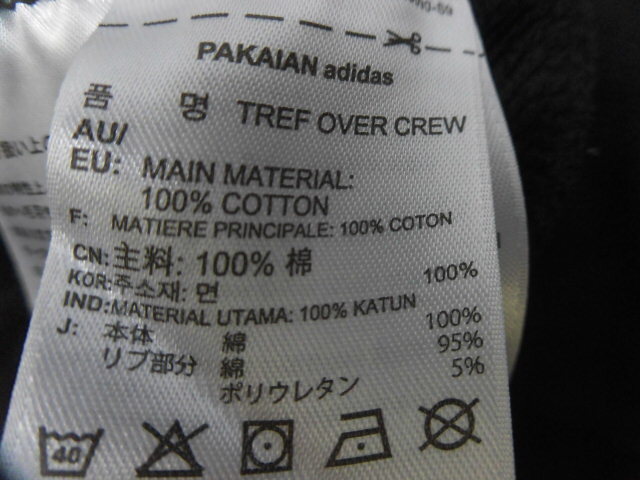 PAKAIAN adidas
품 명 TREF OVER CREW
AU/
EU: MAIN MATERIAL:
100% COTTON
F: MATIERE PRINCIPALE: 100% COTON
CN: 主料: 100% 棉
KOR: 주소재: 면 100%
IND: MATERIAL UTAMA: 100% KATUN
J: 本体 綿 100%
リブ部分 綿 95%
ポリウレタン 5%
40